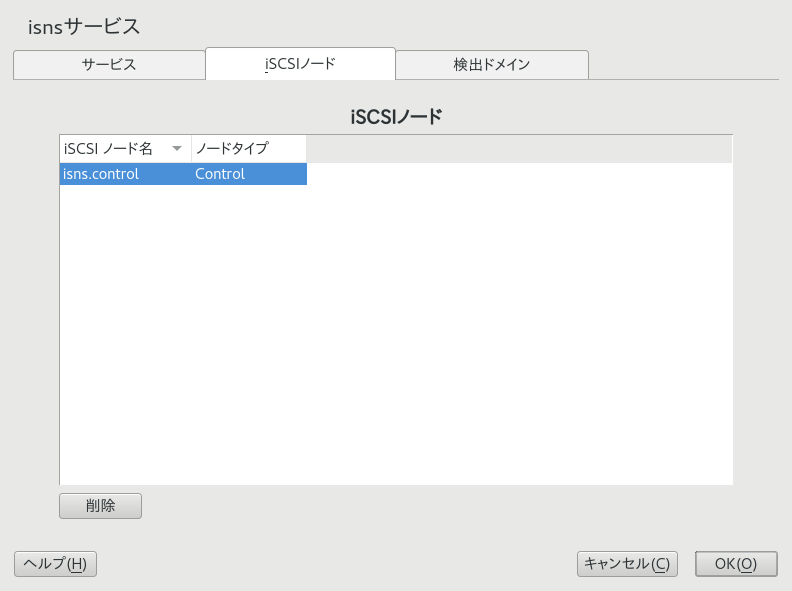 isnsサービス
サービス iSCSIノード 検出ドメイン
iSCSIノード
iSCSI ノード名 ノードタイプ
isns.control Control
削除
ヘルプ(H) キャンセル(C) OK(O)